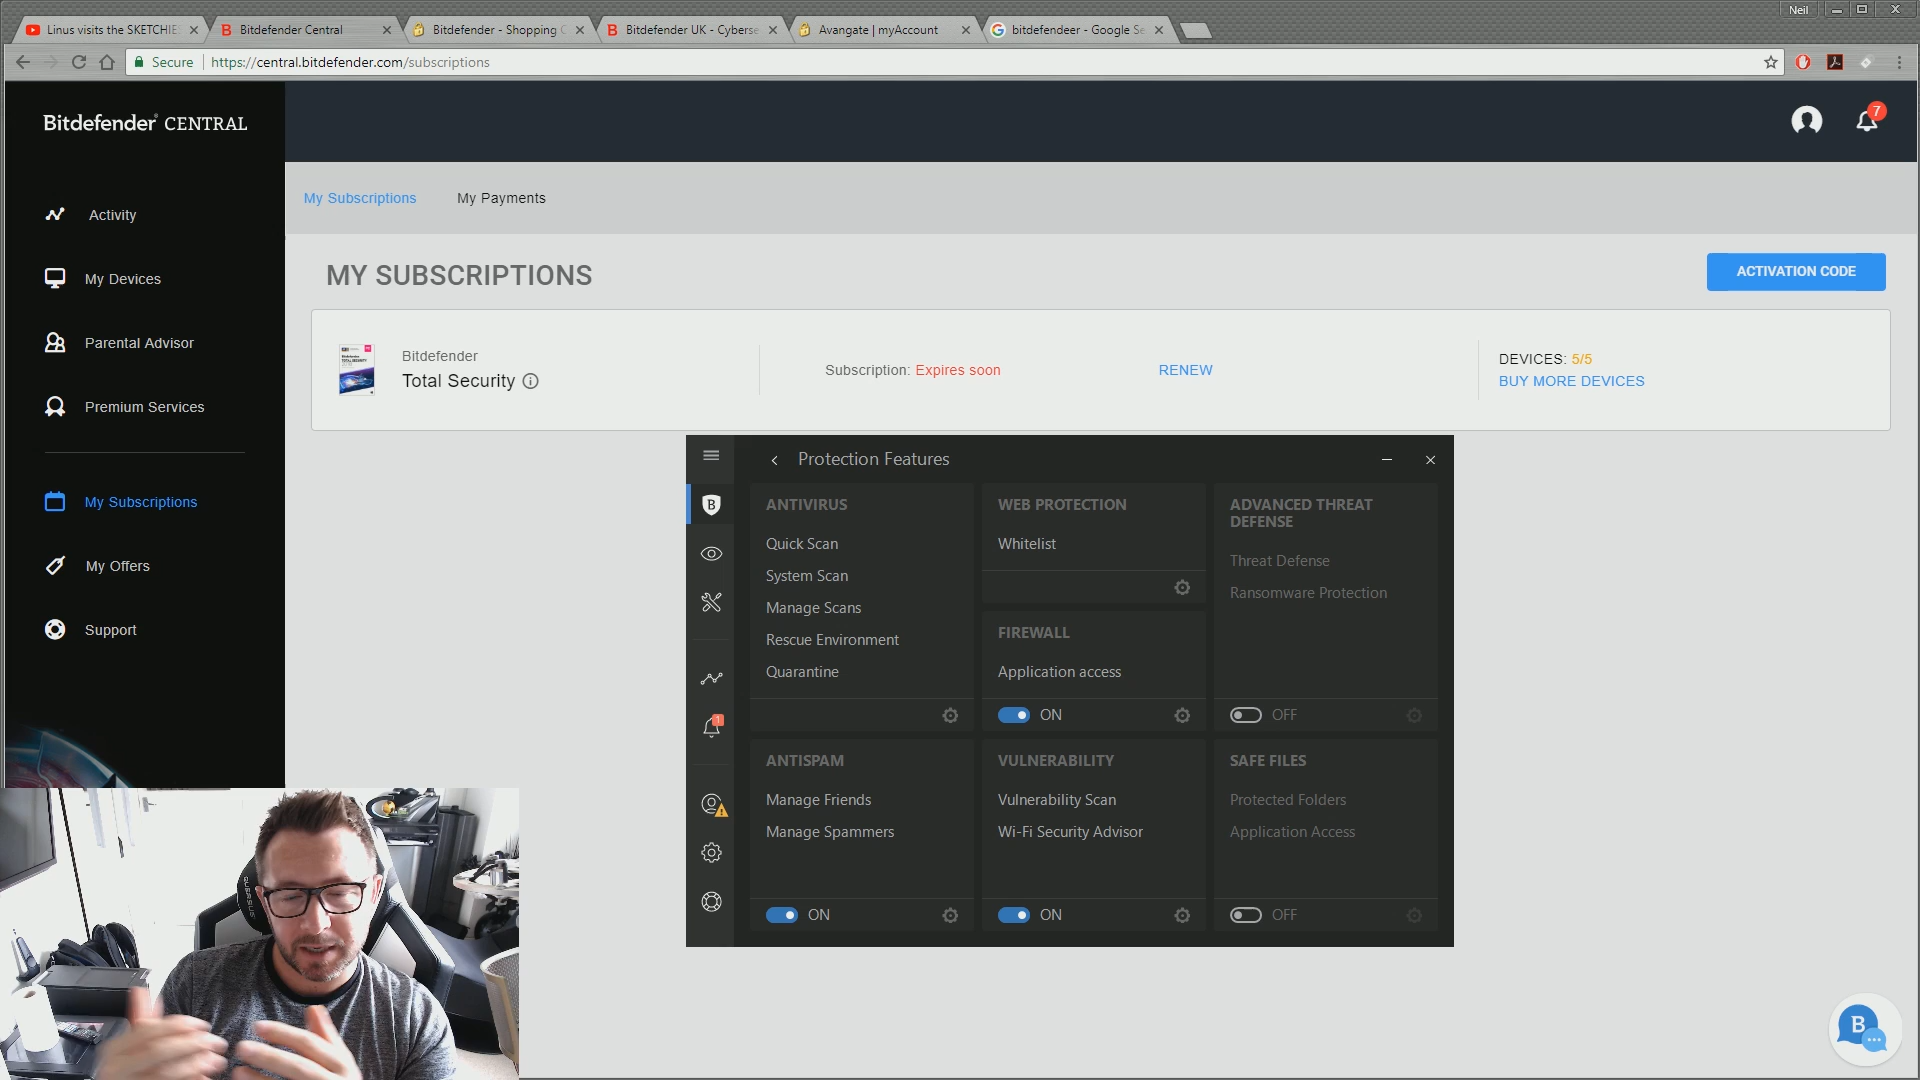 Neil
Linus visits the SKETCHIE
Bitdefender Central
Bitdefender - Shopping C
Bitdefender UK - Cyberse
Avangate | myAccount
bitdefendeer - Google Se
Secure
https://central.bitdefender.com/subscriptions
Bitdefender CENTRAL
7
Activity
My Devices
Parental Advisor
Premium Services
My Subscriptions
My Offers
Support
My Subscriptions
My Payments
MY SUBSCRIPTIONS
ACTIVATION CODE
Bitdefender
Total Security
Subscription: Expires soon
RENEW
DEVICES: 5/5
BUY MORE DEVICES
Protection Features
B
1
ANTIVIRUS
Quick Scan
System Scan
Manage Scans
Rescue Environment
Quarantine
WEB PROTECTION
Whitelist
FIREWALL
Application access
ON
ADVANCED THREAT
DEFENSE
Threat Defense
Ransomware Protection
OFF
ANTISPAM
Manage Friends
Manage Spammers
ON
VULNERABILITY
Vulnerability Scan
Wi-Fi Security Advisor
ON
SAFE FILES
Protected Folders
Application Access
OFF
B